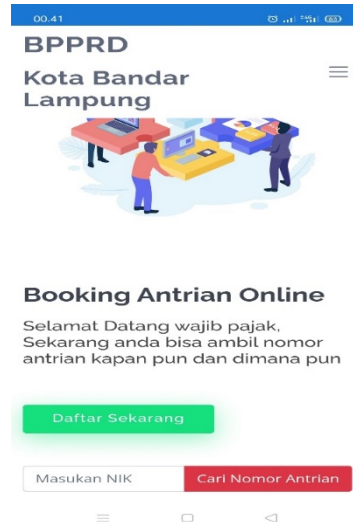 00.41
BPPRD
Kota Bandar
Lampung
Booking Antrian Online
Selamat Datang wajib pajak,
Sekarang anda bisa ambil nomor
antrian kapan pun dan dimana pun
Daftar Sekarang
Masukan NIK Cari Nomor Antrian